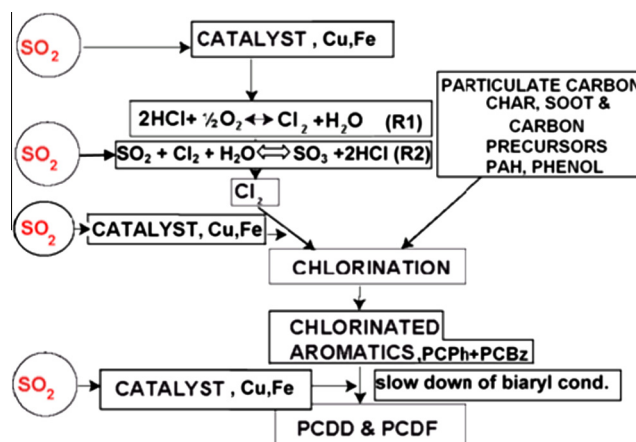 SO2
CATALYST , Cu,Fe
PARTICULATE CARBON
CHAR, SOOT &
CARBON
PRECURSORS
PAH, PHENOL
2HCl+ ½O2 ↔ Cl2 +H2O (R1)
SO2
SO2 + Cl2 + H2O ⇔ SO3 +2HCl (R2)
Cl2
SO2
CATALYST, Cu,Fe
CHLORINATION
CHLORINATED
AROMATICS,PCPh+PCBz
SO2
CATALYST , Cu,Fe
slow down of biaryl cond.
PCDD & PCDF